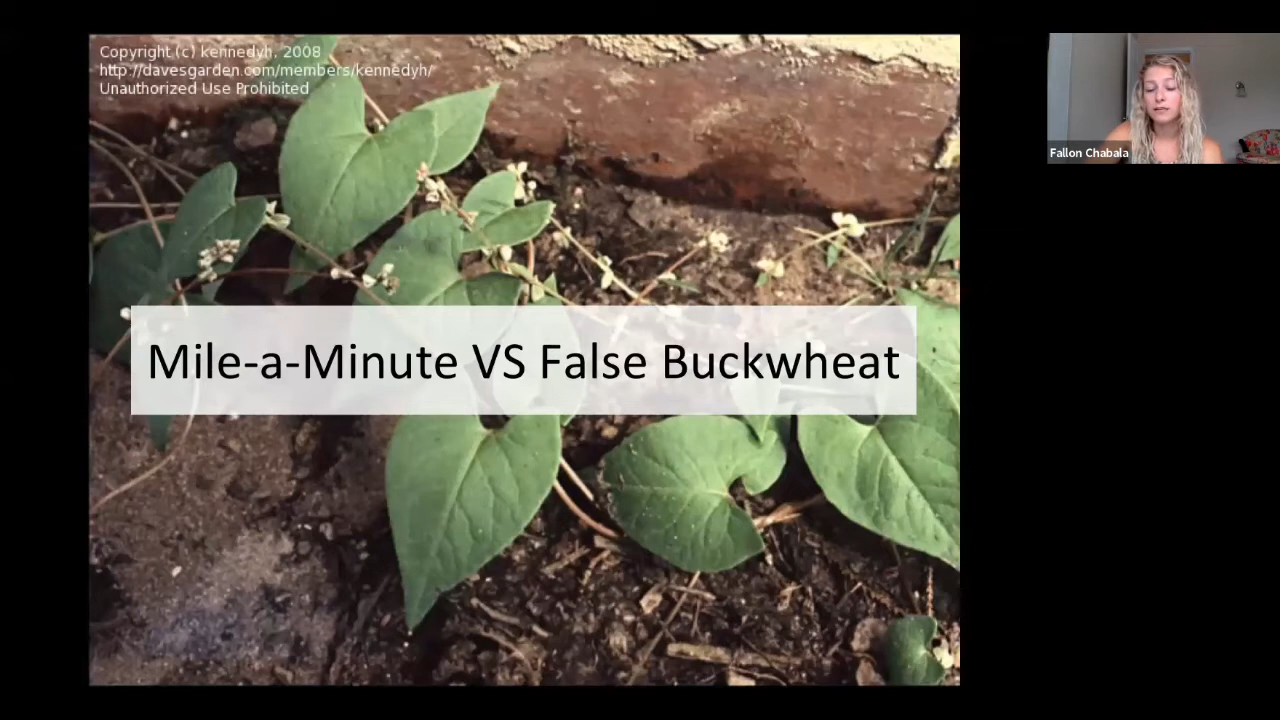 Copyright (c) kennedyh, 2008
http://davesgarden.com/members/kennedyh/
Unauthorized Use Prohibited
Fallon Chabala
Mile-a-Minute VS False Buckwheat